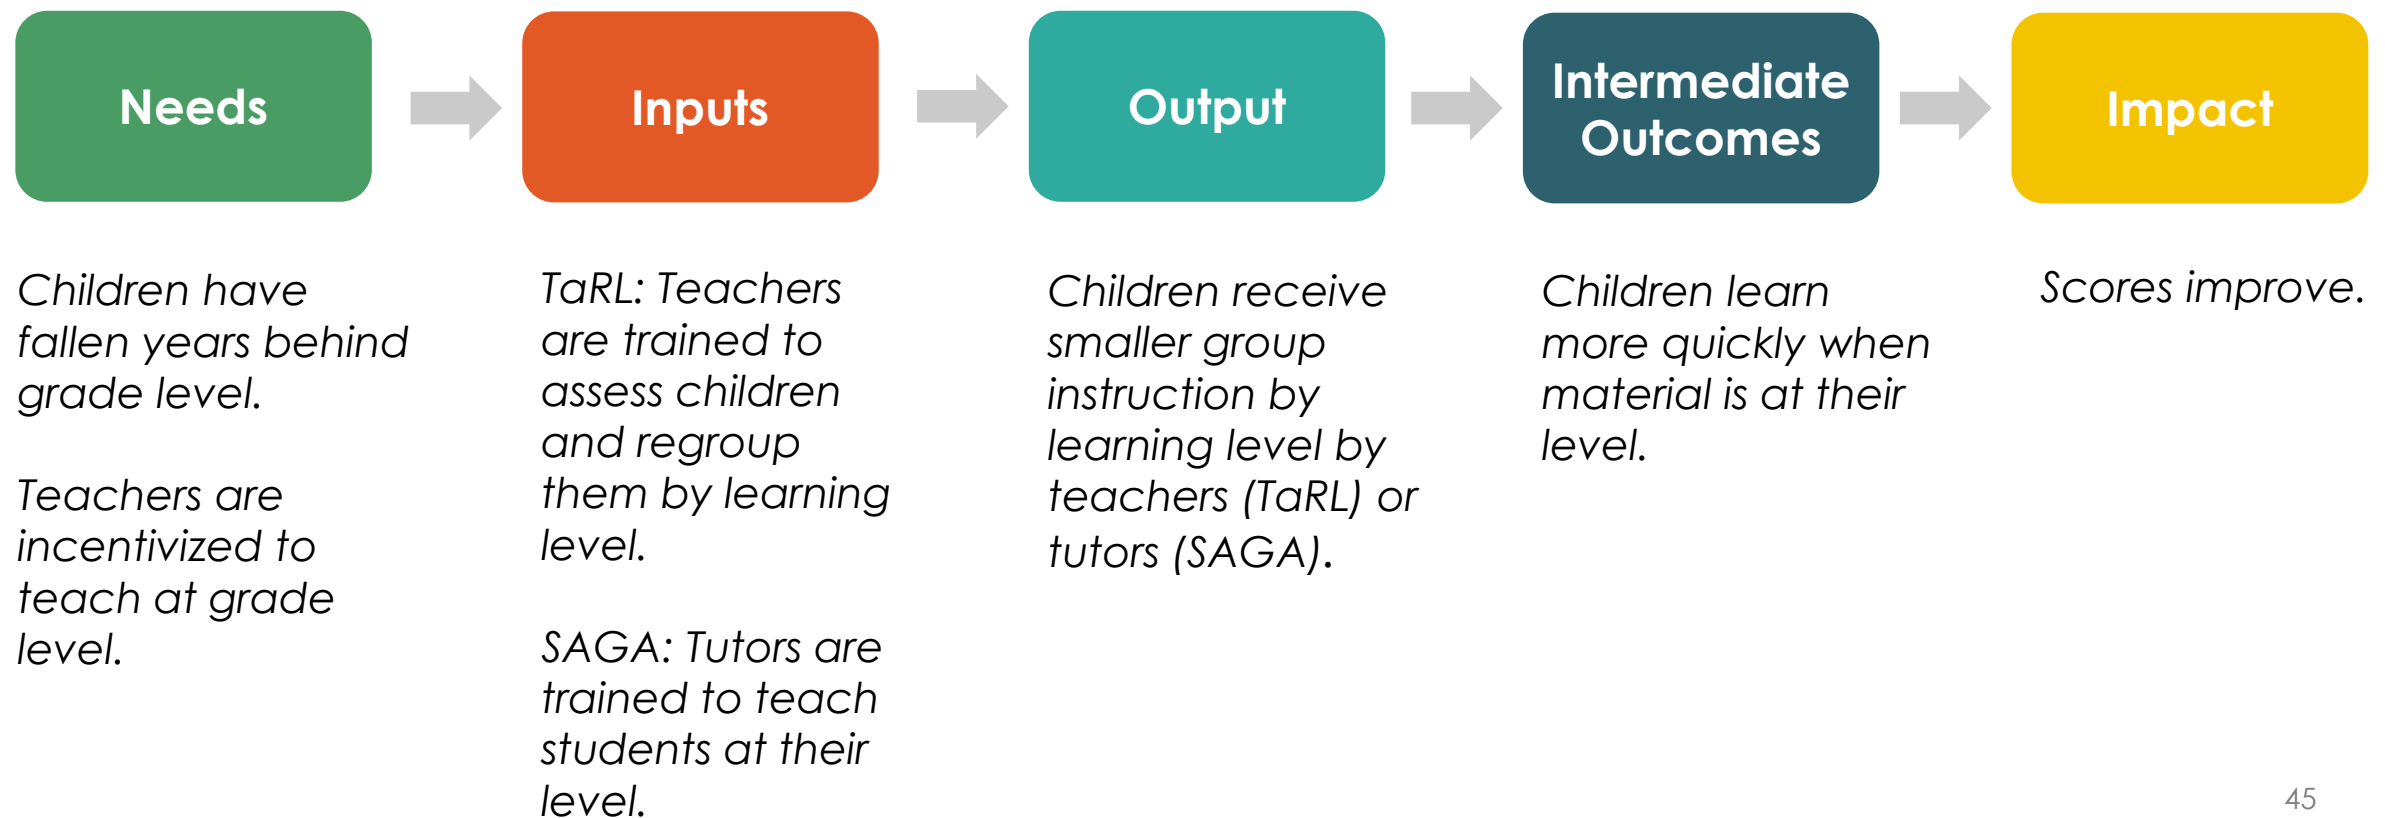 Needs
Inputs
Output
Intermediate
Outcomes
Impact
Children have
fallen years behind
grade level.
Teachers are
incentivized to
teach at grade
level.
TaRL: Teachers
are trained to
assess children
and regroup
them by learning
level.
SAGA: Tutors are
trained to teach
students at their
level.
Children receive
smaller group
instruction by
learning level by
teachers (TaRL) or
tutors (SAGA).
Children learn
more quickly when
material is at their
level.
Scores improve.
45